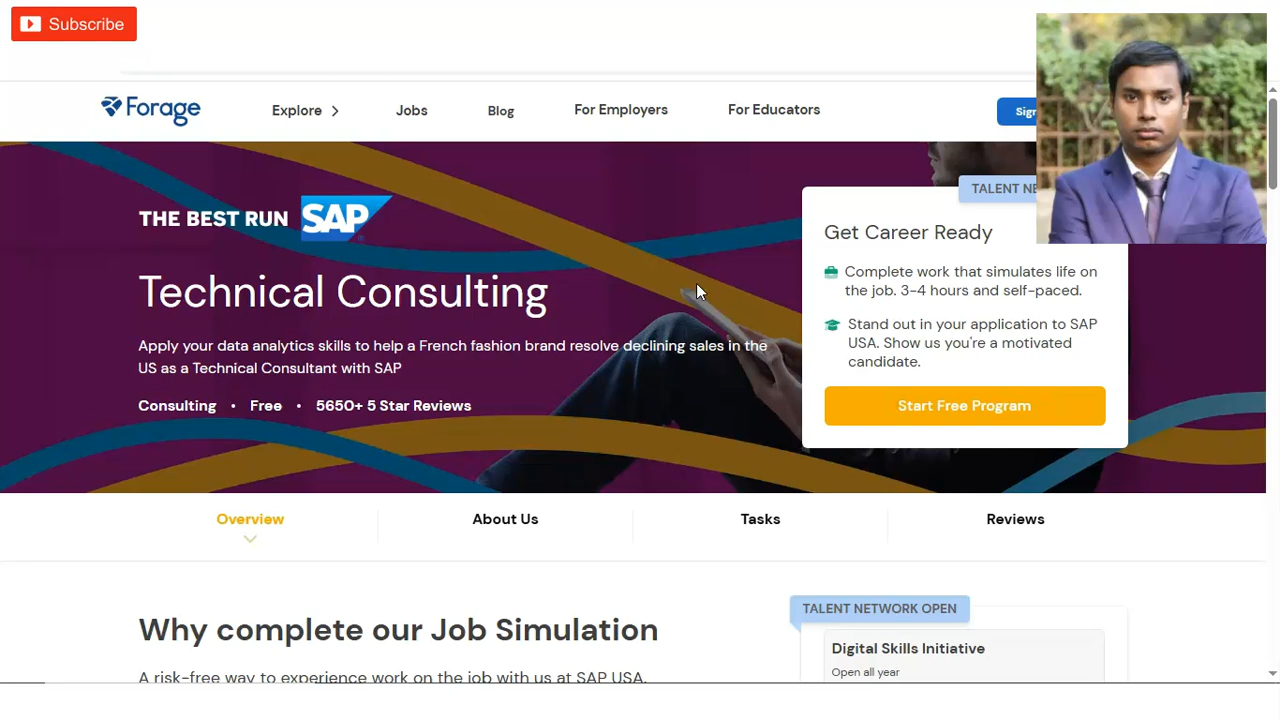 Subscribe
Forage
Explore
Jobs
Blog
For Employers
For Educators
Sign
THE BEST RUN SAP
Technical Consulting
Apply your data analytics skills to help a French fashion brand resolve declining sales in the
US as a Technical Consultant with SAP
Consulting • Free • 5650+ 5 Star Reviews
TALENT NE
Get Career Ready
Complete work that simulates life on
the job. 3-4 hours and self-paced.
Stand out in your application to SAP
USA. Show us you're a motivated
candidate.
Start Free Program
Overview
About Us
Tasks
Reviews
Why complete our Job Simulation
A risk-free way to experience work on the job with us at SAP USA.
TALENT NETWORK OPEN
Digital Skills Initiative
Open all year